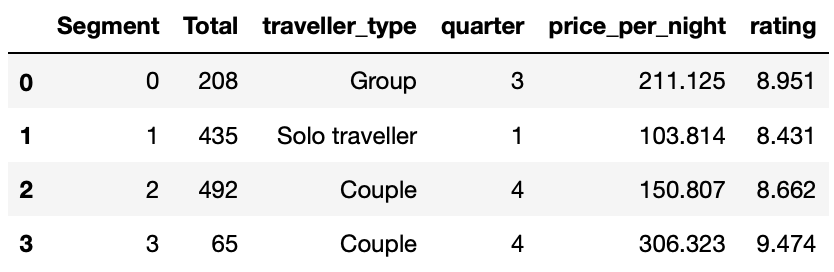 Segment Total traveller_type quarter price_per_night rating
0 0 208 Group 3 211.125 8.951
1 1 435 Solo traveller 1 103.814 8.431
2 2 492 Couple 4 150.807 8.662
3 3 65 Couple 4 306.323 9.474